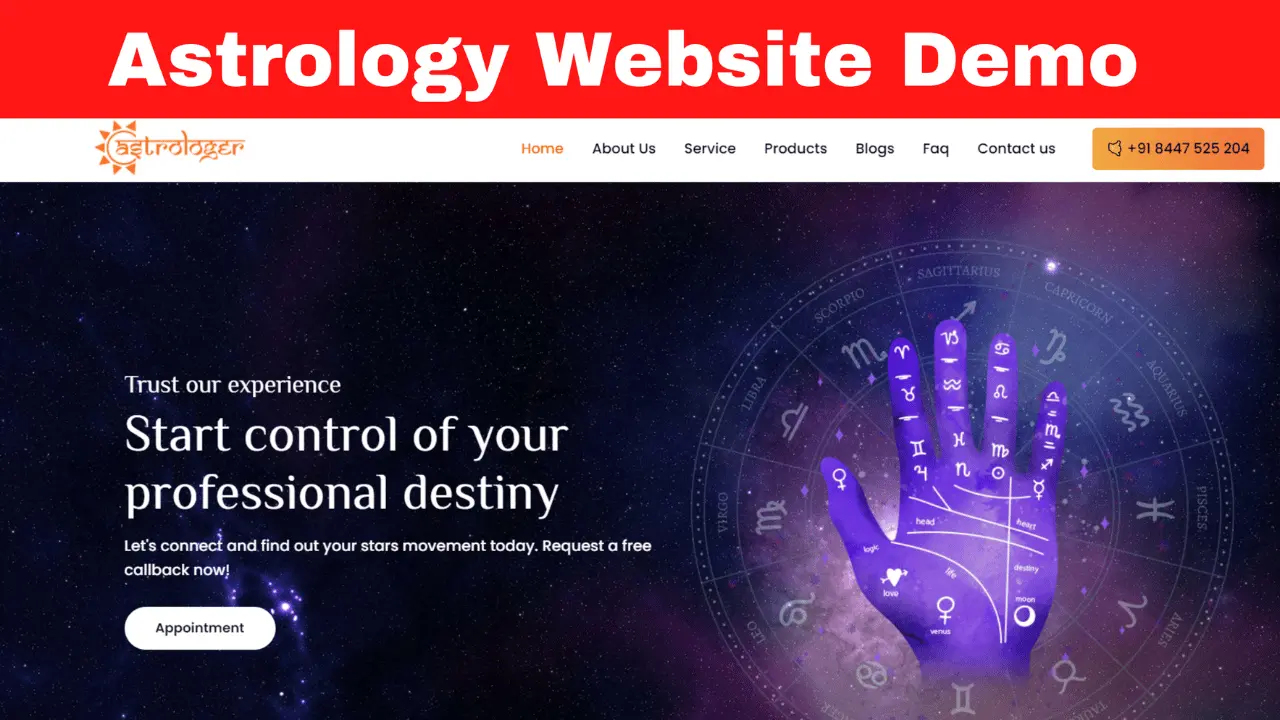 Astrology Website Demo
astrologer
Home About Us Service Products Blogs Faq Contact us +91 8447 525 204
Trust our experience
Start control of your
professional destiny
Let's connect and find out your stars movement today. Request a free
callback now!
Appointment
SAGITTARIUS
CAPRICORN
AQUARIUS
PISCES
ARIES
SCORPIO
LIBRA
VIRGO
LEO
head
heart
logic
life
destiny
love
moon
venus